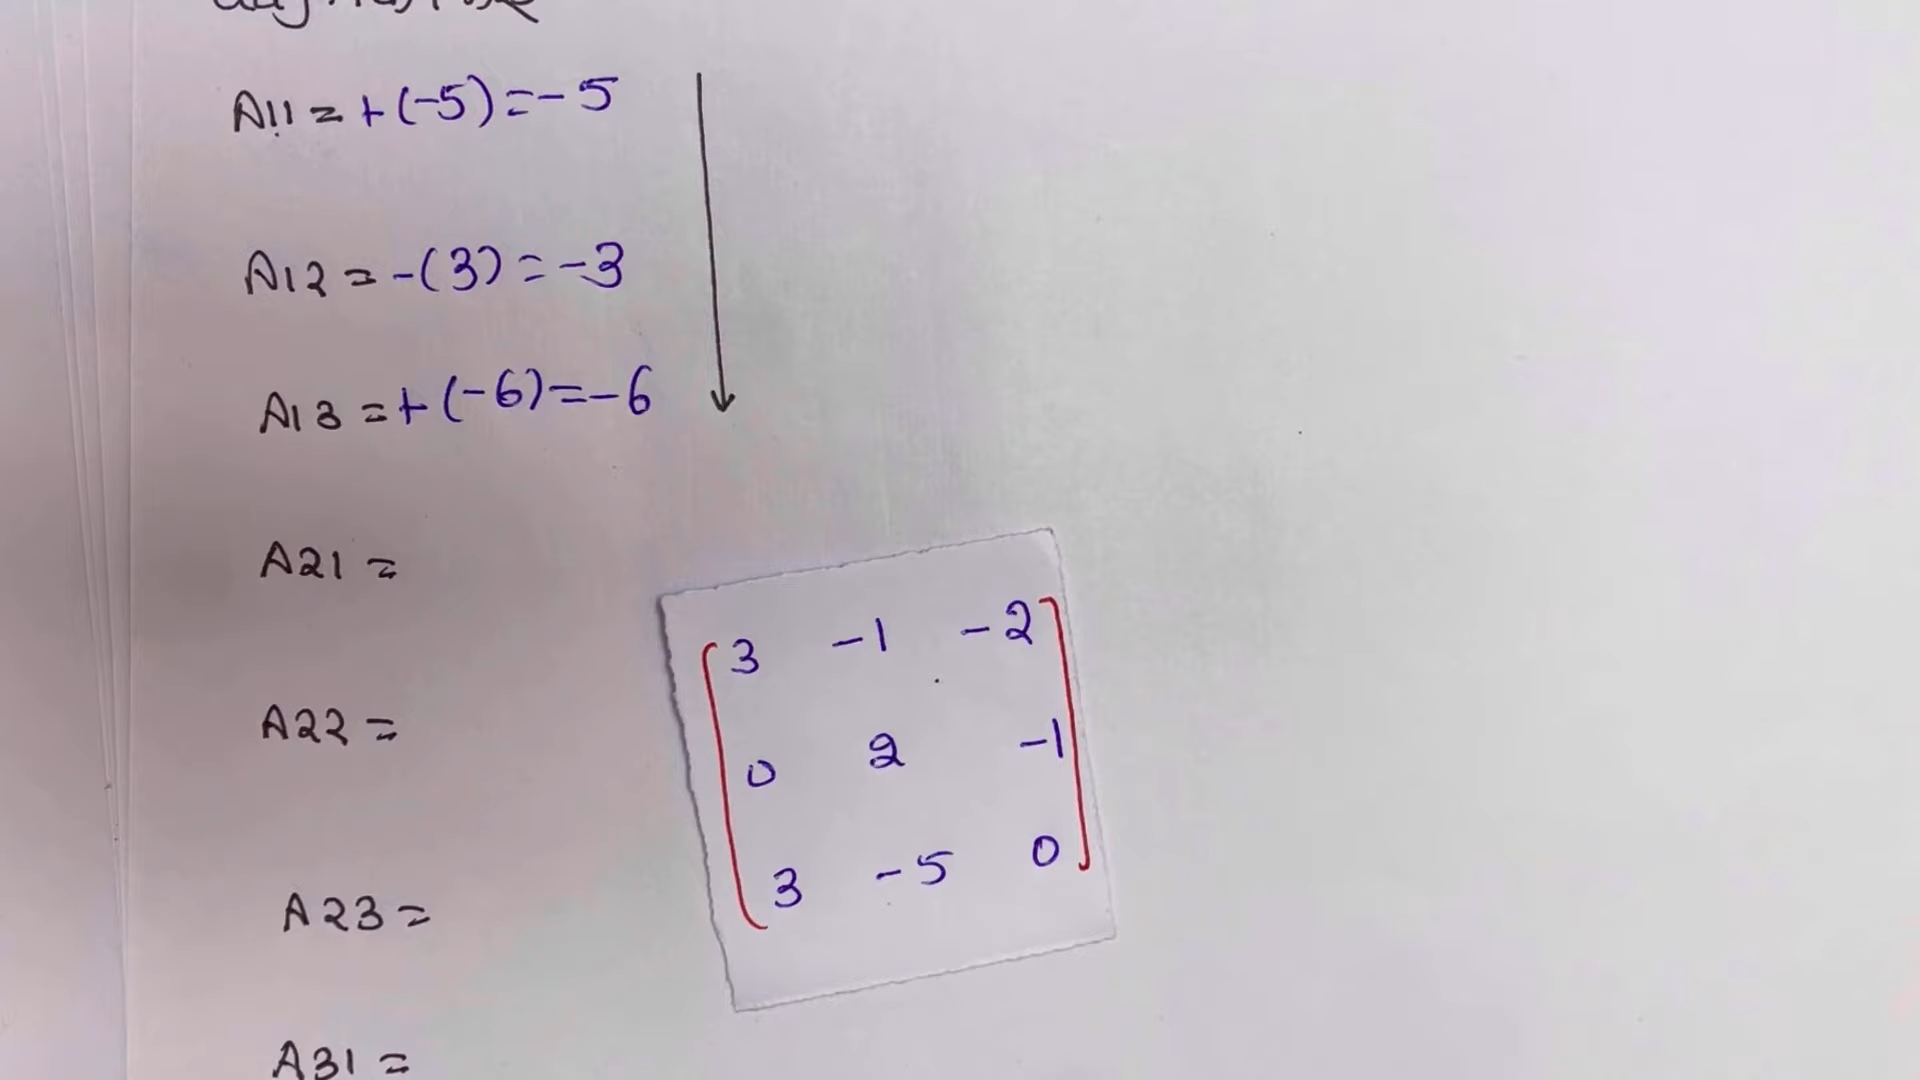 A11 = +(-5) = -5
A12 = -(3) = -3
A13 = +(-6) = -6
A21 =
A22 =
A23 =
A31 =
3 -1 -2
0 2 -1
3 -5 0